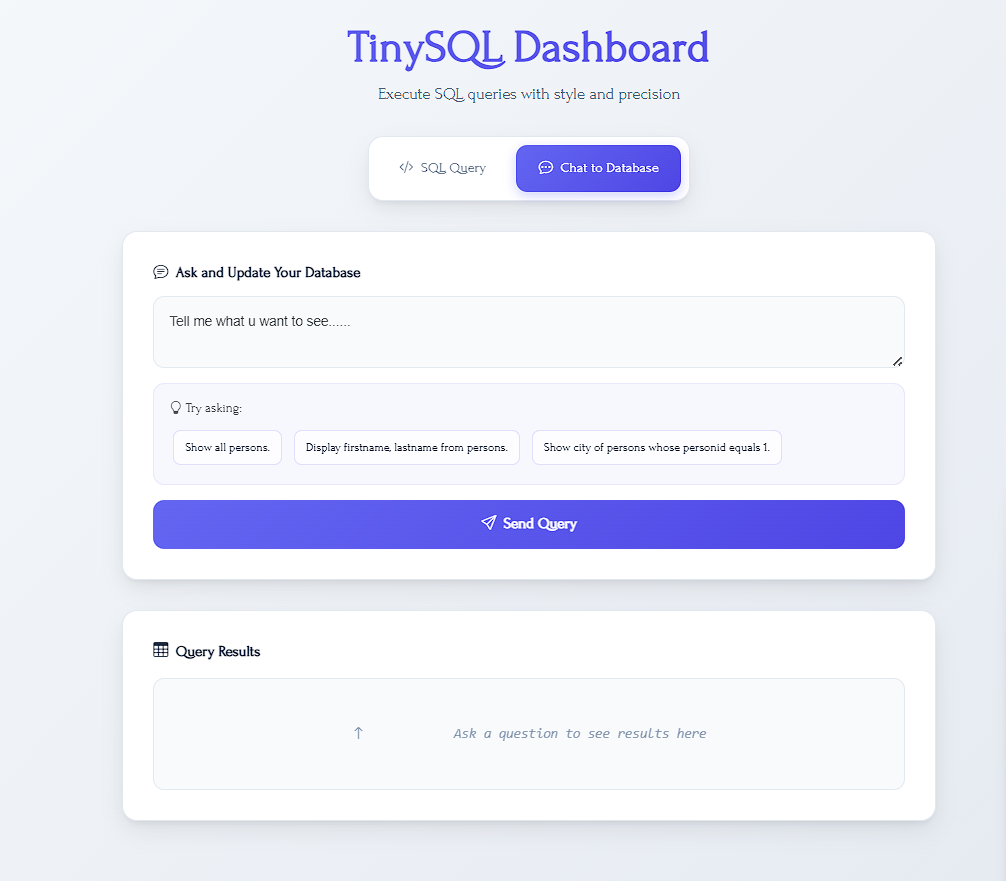 TinySQL Dashboard
Execute SQL queries with style and precision
</> SQL Query
Chat to Database
Ask and Update Your Database
Tell me what u want to see......
Try asking:
Show all persons.
Display firstname, lastname from persons.
Show city of persons whose personid equals 1.
Send Query
Query Results
↑ Ask a question to see results here